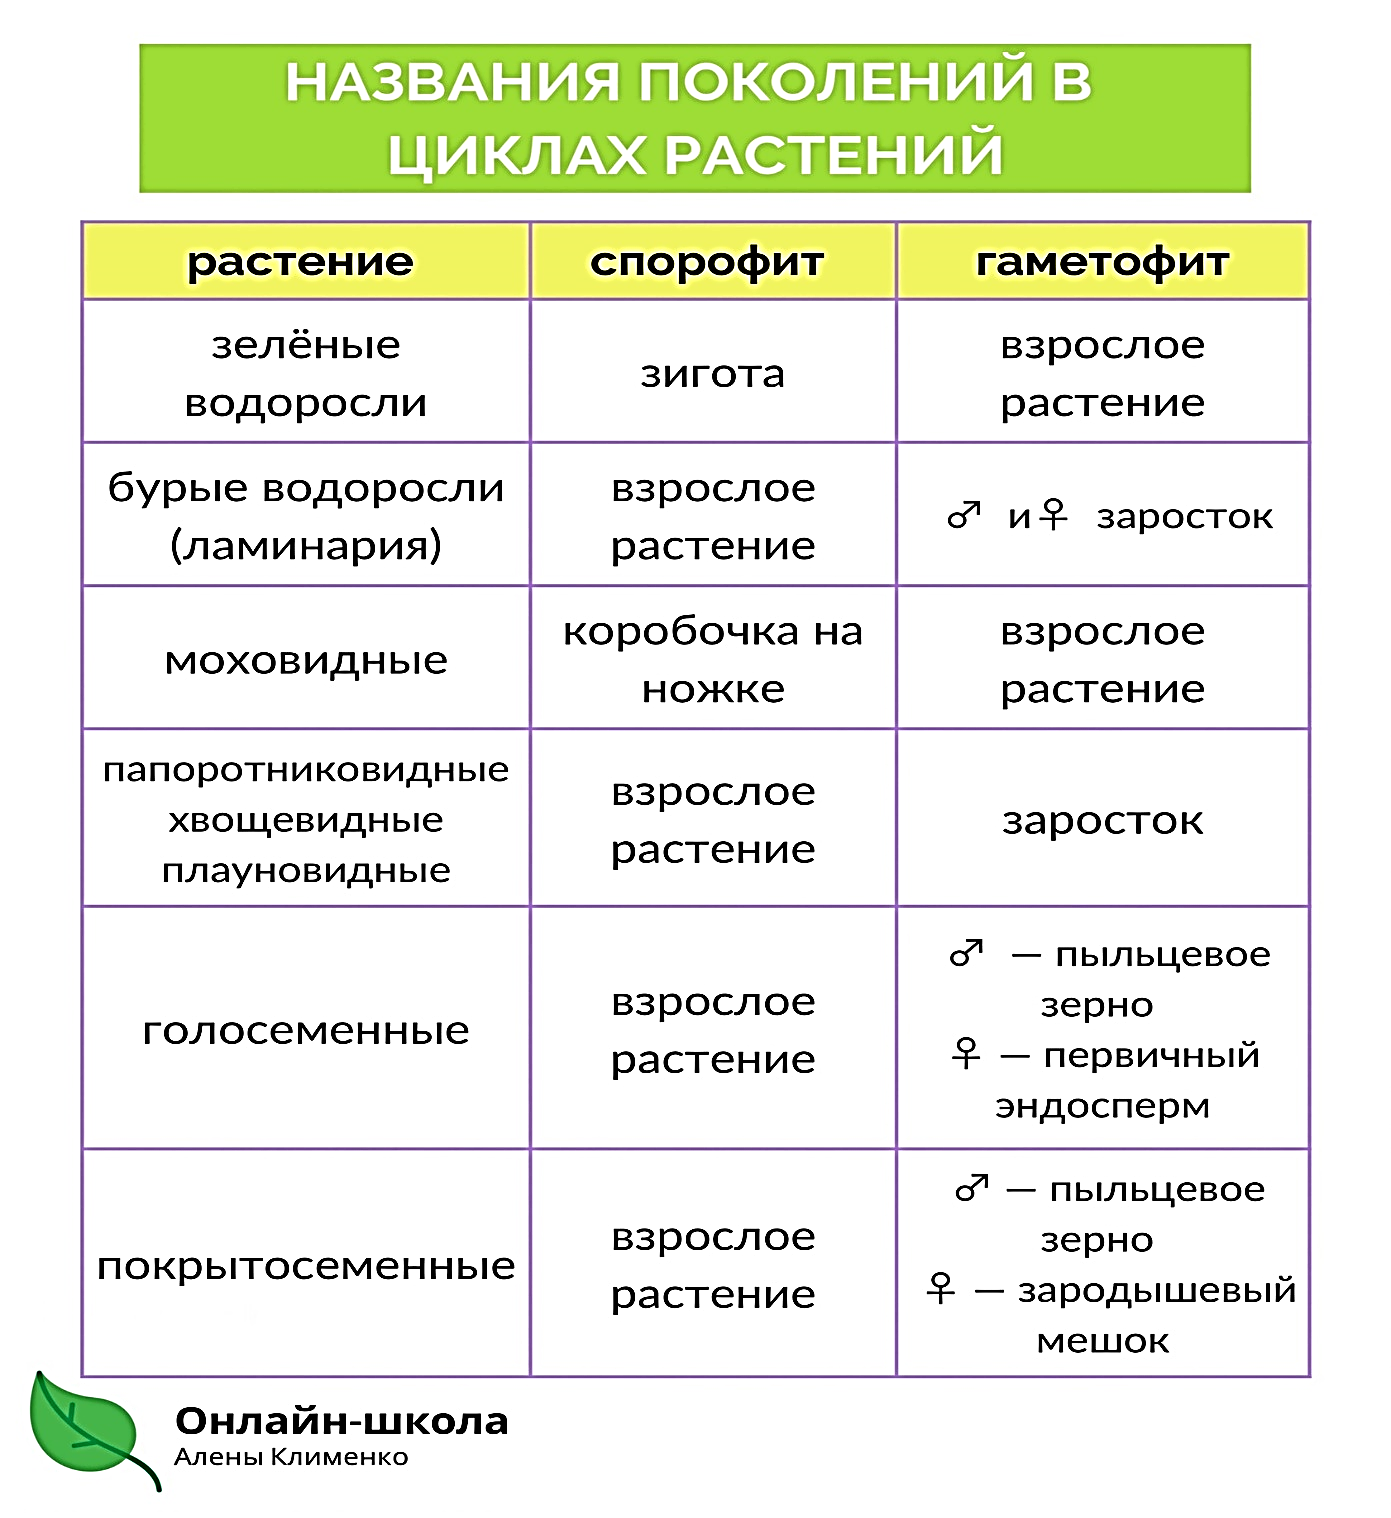 НАЗВАНИЯ ПОКОЛЕНИЙ В
ЦИКЛАХ РАСТЕНИЙ
растение
спорофит
гаметофит
зелёные
водоросли
зигота
взрослое
растение
бурые водоросли
(ламинария)
взрослое
растение
♂ и♀ заросток
моховидные
коробочка на
ножке
взрослое
растение
папоротниковидные
хвощевидные
плауновидные
взрослое
растение
заросток
голосеменные
взрослое
растение
♂ — пыльцевое
зерно
♀ — первичный
эндосперм
покрытосеменные
взрослое
растение
♂ — пыльцевое
зерно
♀ — зародышевый
мешок
Онлайн-школа
Алены Клименко